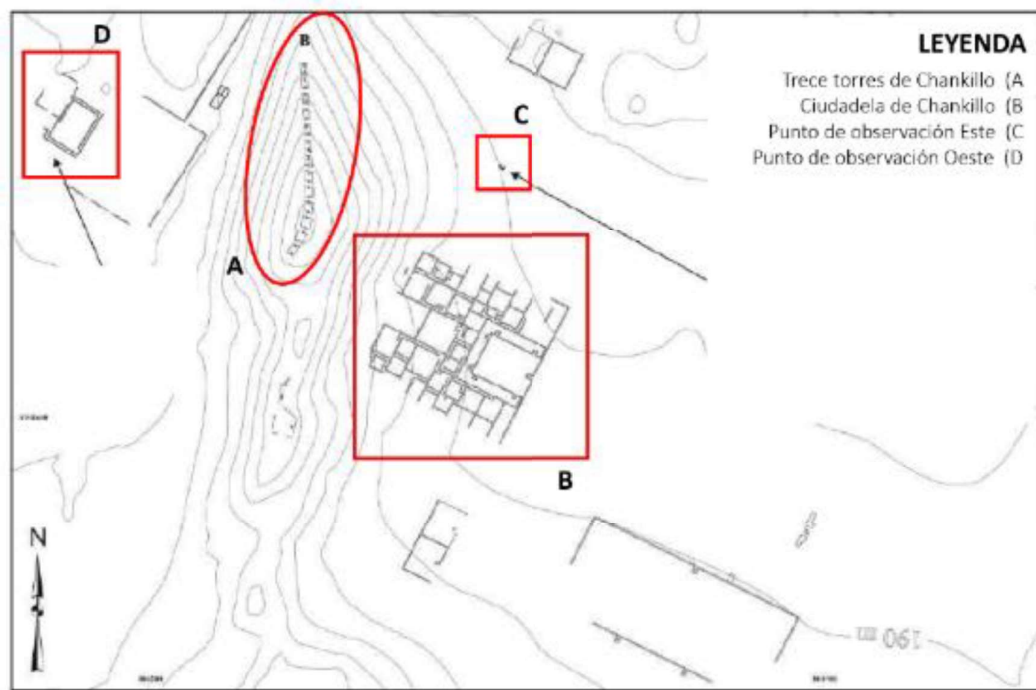 D
B
LEYENDA
Trece torres de Chankillo (A
Ciudadela de Chankillo (B
Punto de observación Este (C
Punto de observación Oeste (D
C
A
B
N
190 m